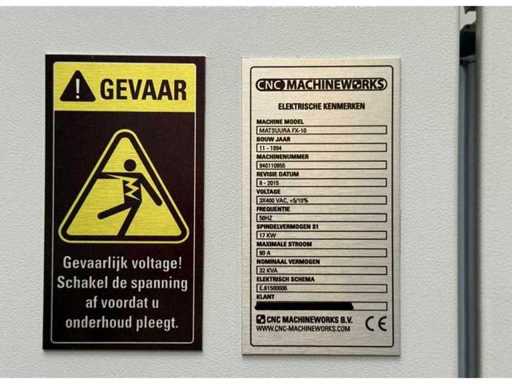 GEVAAR
Gevaarlijk voltage!
Schakel de spanning
af voordat u
onderhoud pleegt.
CNC MACHINEWORKS
ELEKTRISCHE KENMERKEN
MACHINE MODEL
MATSUURA FX-10
BOUW JAAR
11 - 1994
MACHINENUMMER
940110955
REVISIE DATUM
8 - 2015
VOLTAGE
3X400 VAC, +5/10%
FREQUENTIE
50HZ
SPINDELVERMOGEN S1
17 KW
MAXIMALE STROOM
90 A
NOMINAAL VERMOGEN
32 KVA
ELEKTRISCH SCHEMA
KLANT
CNC MACHINEWORKS B.V.
WWW.CNC-MACHINEWORKS.COM
CE